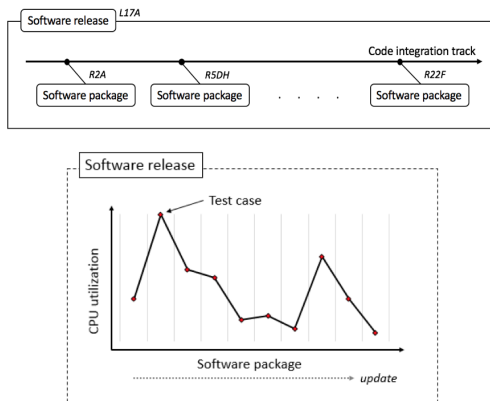 Software release L17A
Code integration track
R2A R5DH R22F
Software package Software package . . . . Software package
Software release
Test case
CPU utilization
Software package
update